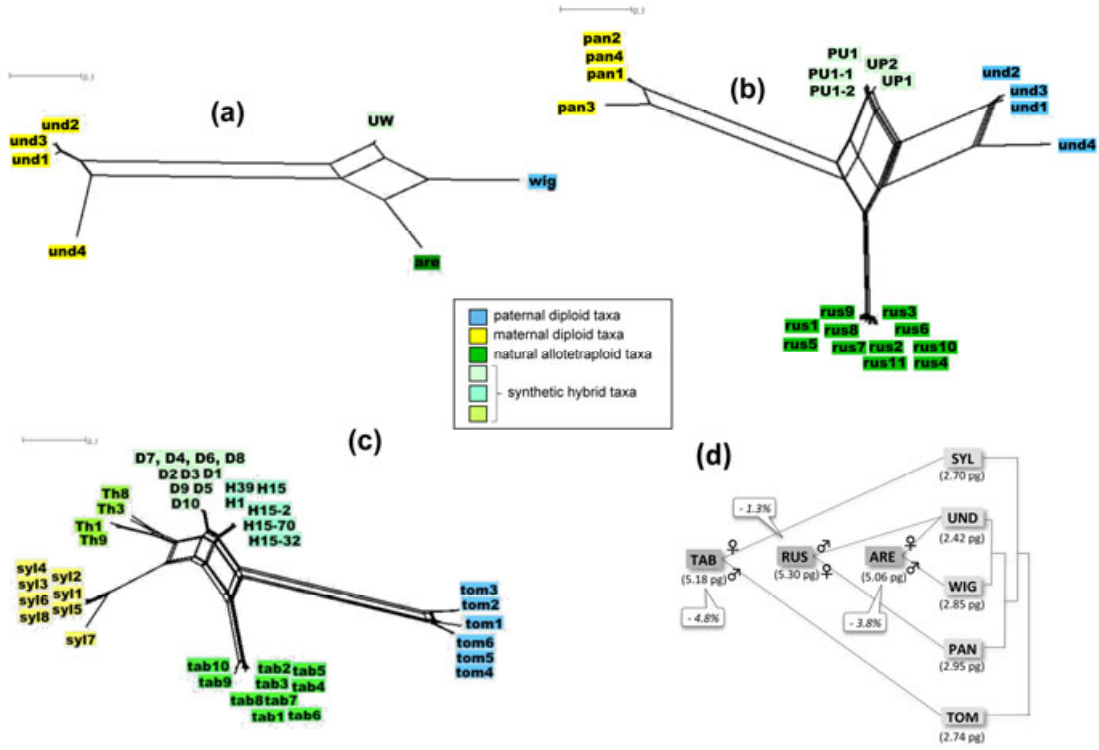 0.1
(a)
und2
und3
und1
und4
UW
wig
are
0.1
(b)
pan2
pan4
pan1
pan3
PU1
UP2
PU1-1
UP1
PU1-2
und2
und3
und1
und4
rus9
rus3
rus1
rus8
rus6
rus5
rus7
rus2
rus10
rus11
rus4
paternal diploid taxa
maternal diploid taxa
natural allotetraploid taxa
synthetic hybrid taxa
0.1
(c)
D7, D4, D6, D8
D2 D3 D1
D9 D5
D10
H39 H15
H1
H15-2
H15-70
H15-32
Th8
Th3
Th1
Th9
syl4
syl2
syl3
syl1
syl6
syl5
syl8
syl7
tom3
tom2
tom1
tom6
tom5
tom4
tab10
tab2
tab5
tab9
tab3
tab4
tab8
tab7
tab1
tab6
(d)
SYL
(2.70 pg)
- 1.3%
UND
(2.42 pg)
TAB
(5.18 pg)
♀
♂
RUS
(5.30 pg)
♂
♀
ARE
(5.06 pg)
♀
♂
WIG
(2.85 pg)
- 4.8%
- 3.8%
PAN
(2.95 pg)
TOM
(2.74 pg)